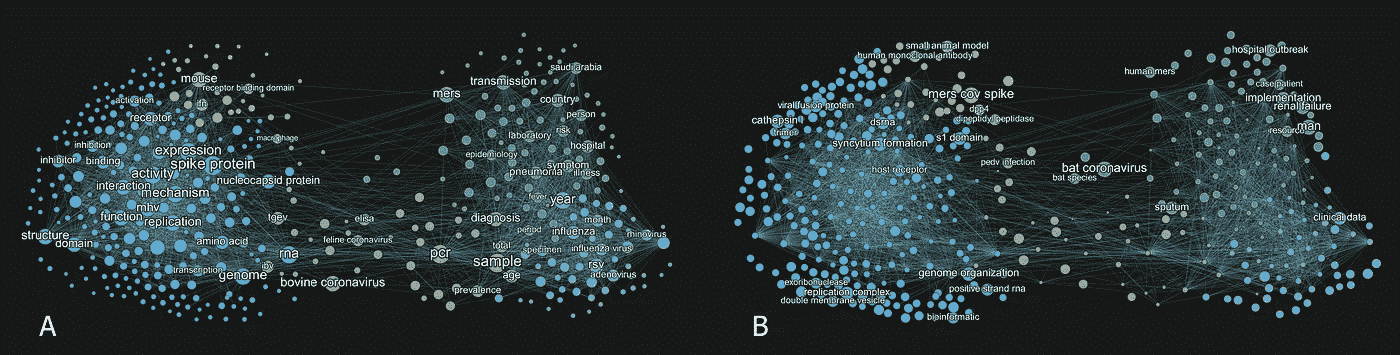 mouse
receptor binding domain
activation
ifn
receptor
macrophage
inhibition
expression
inhibitor
binding
spike protein
activity
nucleocapsid protein
interaction
mechanism
mhv
function
replication
tgev
elisa
structure
domain
amino acid
feline coronavirus
rna
transcription
ibv
genome
bovine coronavirus
saudi arabia
transmission
mers
country
person
laboratory
risk
hospital
epidemiology
symptom
pneumonia
illness
fever
year
diagnosis
month
period
influenza
rhinovirus
total
specimen
influenza virus
pcr
sample
rsv
age
adenovirus
prevalence
A
small animal model
human monoclonal antibody
mers cov spike
viral fusion protein
dpp4
cathepsin
dsrna
dipeptidyl peptidase
trimer
s1 domain
syncytium formation
pedv infection
host receptor
bat coronavirus
bat species
sputum
genome organization
exoribonuclease
positive strand rna
replication complex
double membrane vesicle
bioinformatic
hospital outbreak
human mers
case patient
implementation
renal failure
man
resource
clinical data
B